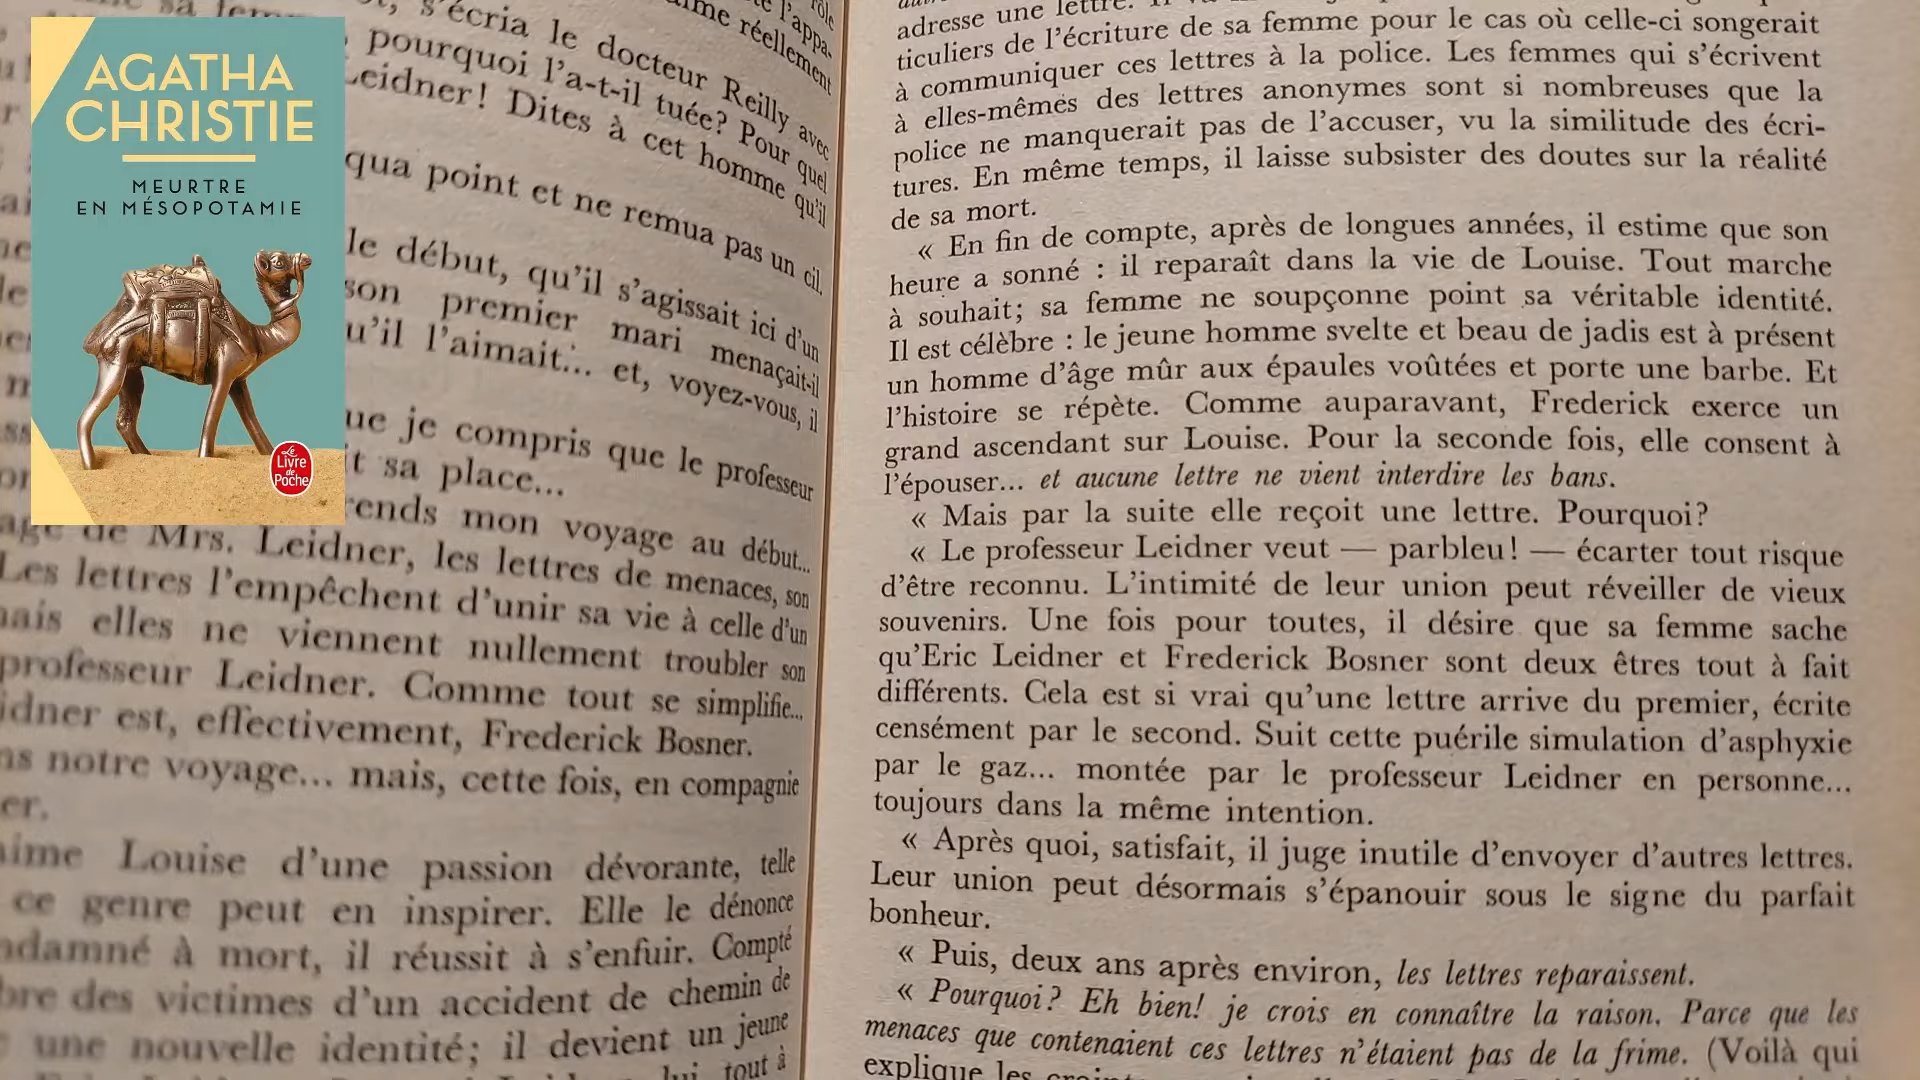 AGATHA
CHRISTIE
MEURTRE
EN MÉSOPOTAMIE
Le
Livre
de
Poche
s'écria le docteur Reilly avec
pourquoi l'a-t-il tuée? Pour quel
Leidner! Dites à cet homme qu'il
qua point et ne remua pas un cil.
le début, qu'il s'agissait ici d'un
son premier mari menaçait-il
qu'il l'aimait... et, voyez-vous, il
que je compris que le professeur
it sa place...
rends mon voyage au début...
age de Mrs. Leidner, les lettres de menaces, son
Les lettres l'empêchent d'unir sa vie à celle d'un
mais elles ne viennent nullement troubler son
professeur Leidner. Comme tout se simplifie...
idner est, effectivement, Frederick Bosner.
ns notre voyage... mais, cette fois, en compagnie
er.
aime Louise d'une passion dévorante, telle
ce genre peut en inspirer. Elle le dénonce
ndamné à mort, il réussit à s'enfuir. Compté
bre des victimes d'un accident de chemin de
une nouvelle identité; il devient un jeune
lui, tout à
adresse une lettre.
ticuliers de l'écriture de sa femme pour le cas où celle-ci songerait
à communiquer ces lettres à la police. Les femmes qui s'écrivent
à elles-mêmes des lettres anonymes sont si nombreuses que la
police ne manquerait pas de l'accuser, vu la similitude des écri-
tures. En même temps, il laisse subsister des doutes sur la réalité
de sa mort.
« En fin de compte, après de longues années, il estime que son
heure a sonné : il reparaît dans la vie de Louise. Tout marche
à souhait; sa femme ne soupçonne point sa véritable identité.
Il est célèbre : le jeune homme svelte et beau de jadis est à présent
un homme d'âge mûr aux épaules voûtées et porte une barbe. Et
l'histoire se répète. Comme auparavant, Frederick exerce un
grand ascendant sur Louise. Pour la seconde fois, elle consent à
l'épouser... et aucune lettre ne vient interdire les bans.
« Mais par la suite elle reçoit une lettre. Pourquoi?
« Le professeur Leidner veut — parbleu! — écarter tout risque
d'être reconnu. L'intimité de leur union peut réveiller de vieux
souvenirs. Une fois pour toutes, il désire que sa femme sache
qu'Eric Leidner et Frederick Bosner sont deux êtres tout à fait
différents. Cela est si vrai qu'une lettre arrive du premier, écrite
censément par le second. Suit cette puérile simulation d'asphyxie
par le gaz... montée par le professeur Leidner en personne...
toujours dans la même intention.
« Après quoi, satisfait, il juge inutile d'envoyer d'autres lettres.
Leur union peut désormais s'épanouir sous le signe du parfait
bonheur.
« Puis, deux ans après environ, les lettres reparaissent.
« Pourquoi? Eh bien! je crois en connaître la raison. Parce que les
menaces que contenaient ces lettres n'étaient pas de la frime. (Voilà qui
explique les